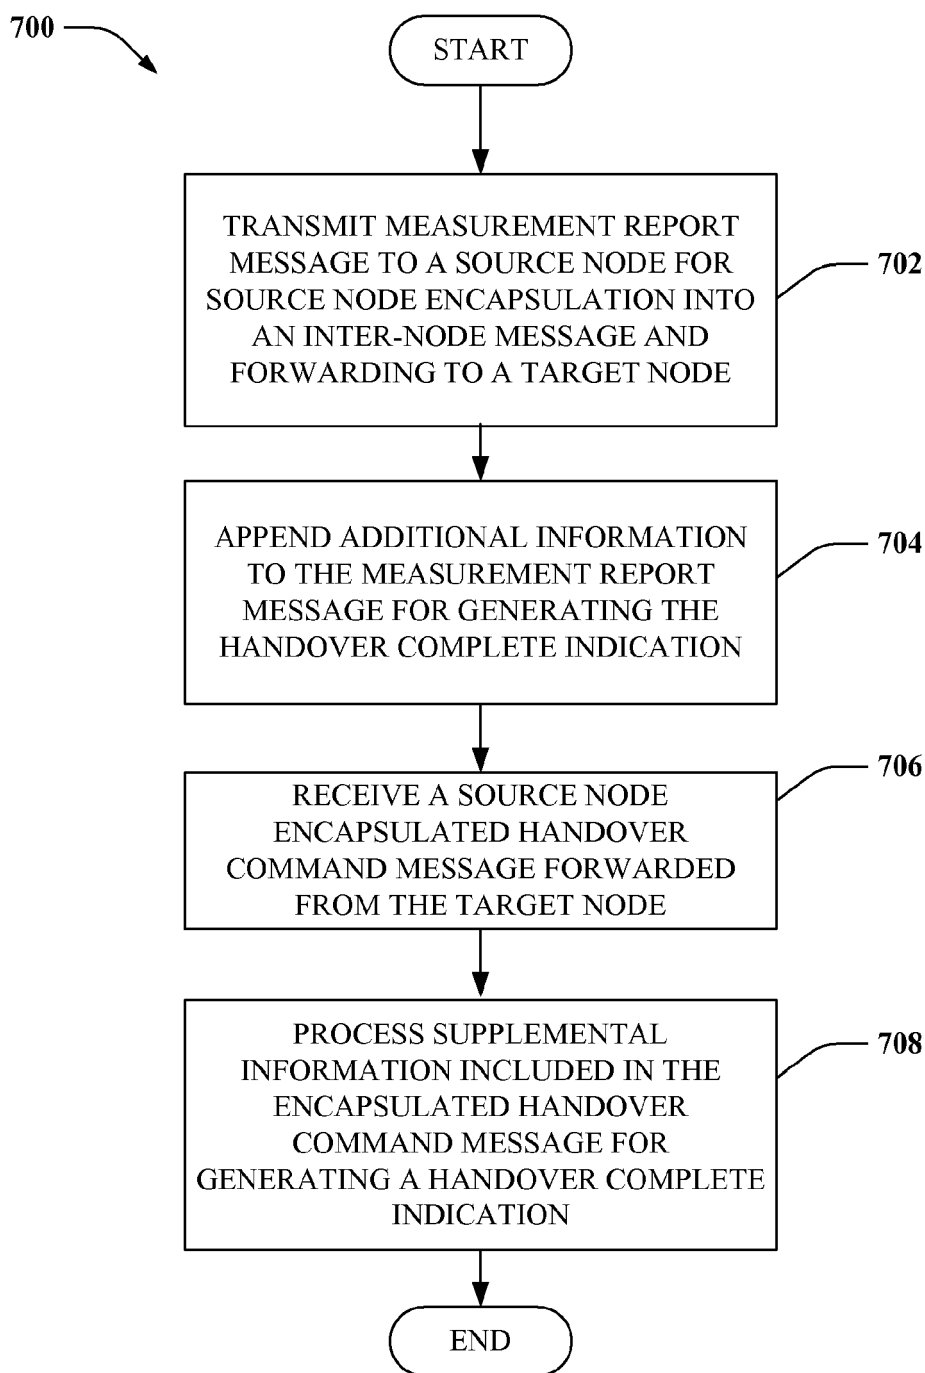 700
START
TRANSMIT MEASUREMENT REPORT
MESSAGE TO A SOURCE NODE FOR
SOURCE NODE ENCAPSULATION INTO
AN INTER-NODE MESSAGE AND
FORWARDING TO A TARGET NODE
702
APPEND ADDITIONAL INFORMATION
TO THE MEASUREMENT REPORT
MESSAGE FOR GENERATING THE
HANDOVER COMPLETE INDICATION
704
RECEIVE A SOURCE NODE
ENCAPSULATED HANDOVER
COMMAND MESSAGE FORWARDED
FROM THE TARGET NODE
706
PROCESS SUPPLEMENTAL
INFORMATION INCLUDED IN THE
ENCAPSULATED HANDOVER
COMMAND MESSAGE FOR
GENERATING A HANDOVER COMPLETE
INDICATION
708
END